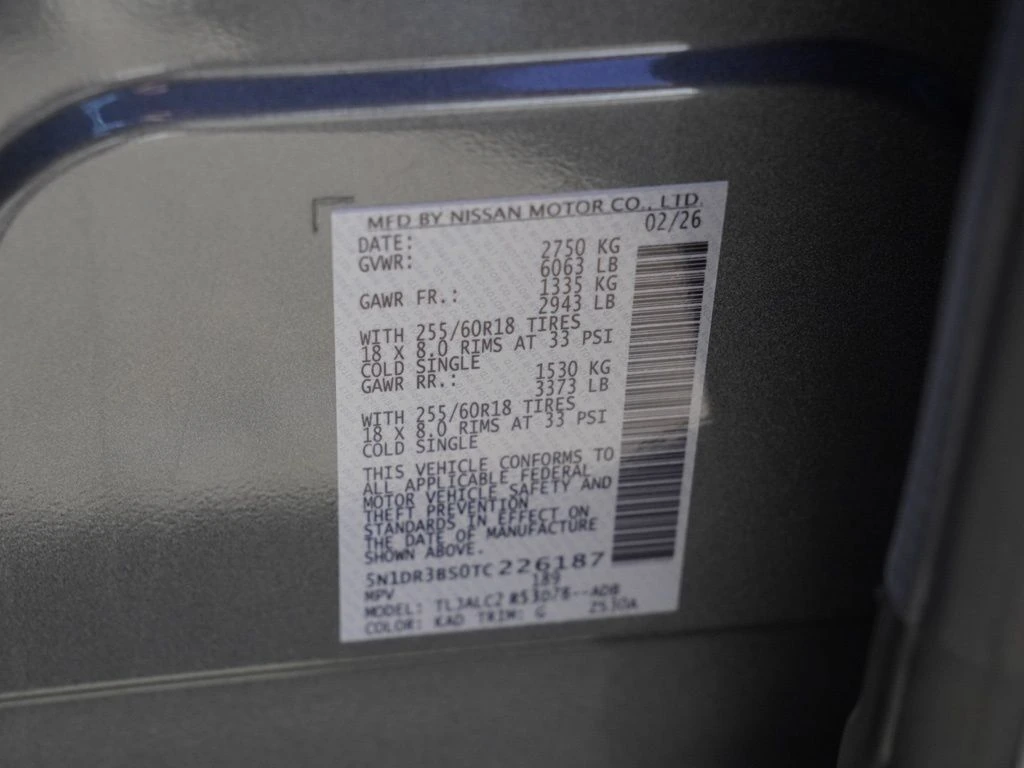 MFD BY NISSAN MOTOR CO., LTD.
DATE: 02/26
GVWR: 2750 KG
6063 LB
GAWR FR.: 1335 KG
2943 LB
WITH 255/60R18 TIRES
18 X 8.0 RIMS AT 33 PSI
COLD SINGLE
GAWR RR.: 1530 KG
3373 LB
WITH 255/60R18 TIRES
18 X 8.0 RIMS AT 33 PSI
COLD SINGLE
THIS VEHICLE CONFORMS TO
ALL APPLICABLE FEDERAL
MOTOR VEHICLE SAFETY AND
THEFT PREVENTION
STANDARDS IN EFFECT ON
THE DATE OF MANUFACTURE
SHOWN ABOVE.
5N1DR3BS0TC226187
MPV 189
MODEL:
COLOR: KAD TRIM: G